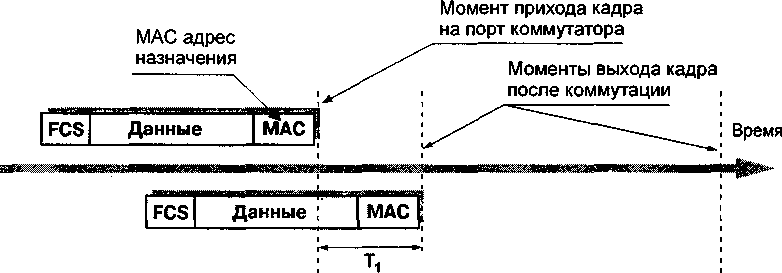 Момент прихода кадра
на порт коммутатора
MAC адрес
назначения
Моменты выхода кадра
после коммутации
FCS Данные MAC
Время
FCS Данные MAC
T1